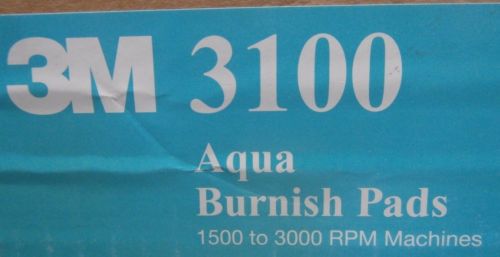 3M 3100
Aqua
Burnish Pads
1500 to 3000 RPM Machines